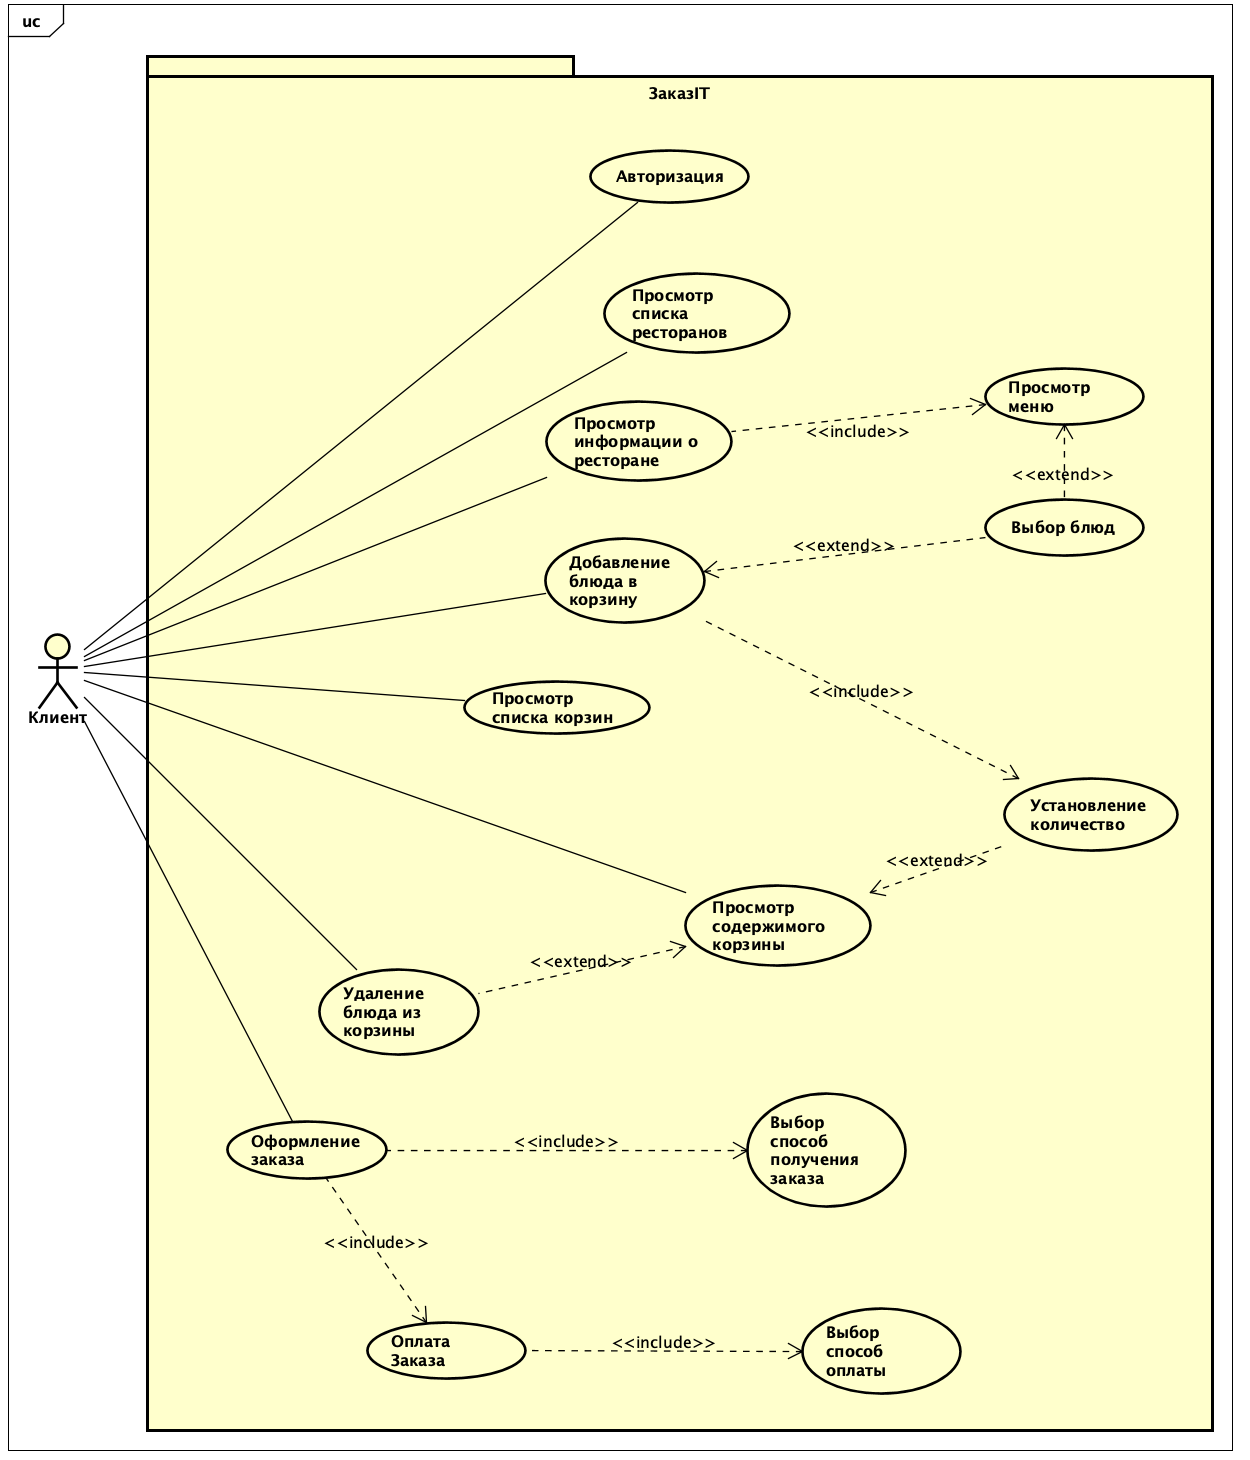 uc
ЗаказIT
Авторизация
Просмотр
списка
ресторанов
Просмотр
меню
Просмотр
информации о
ресторане
<<include>>
<<extend>>
Выбор блюд
<<extend>>
Добавление
блюда в
корзину
<<include>>
Просмотр
списка корзин
Клиент
Установление
количество
<<extend>>
Просмотр
содержимого
корзины
<<extend>>
Удаление
блюда из
корзины
Выбор
способ
получения
заказа
<<include>>
Оформление
заказа
<<include>>
Оплата
Заказа
<<include>>
Выбор
способ
оплаты